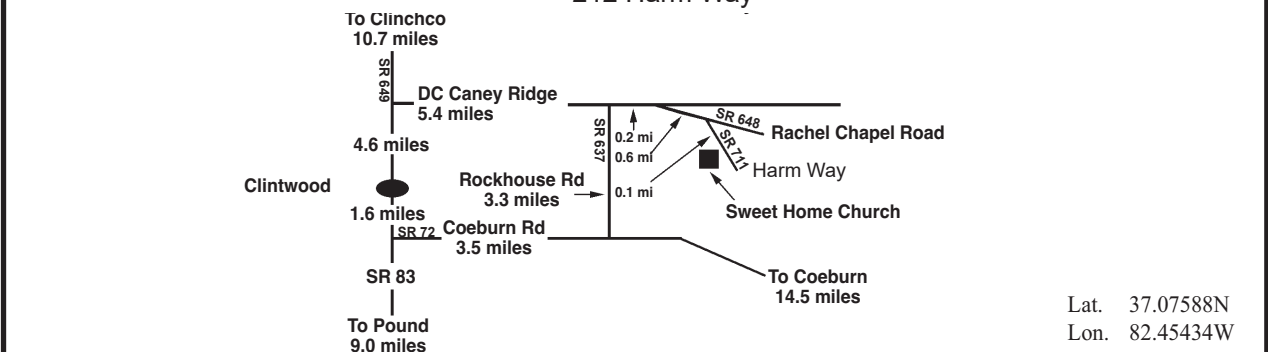 To Clinchco
10.7 miles
SR 649
DC Caney Ridge
5.4 miles
SR 648
Rachel Chapel Road
SR 637
0.2 mi
4.6 miles
0.6 mi
SR 711
Harm Way
Clintwood
Rockhouse Rd
3.3 miles
0.1 mi
Sweet Home Church
1.6 miles
SR 72
Coeburn Rd
3.5 miles
SR 83
To Coeburn
14.5 miles
To Pound
9.0 miles
Lat. 37.07588N
Lon. 82.45434W